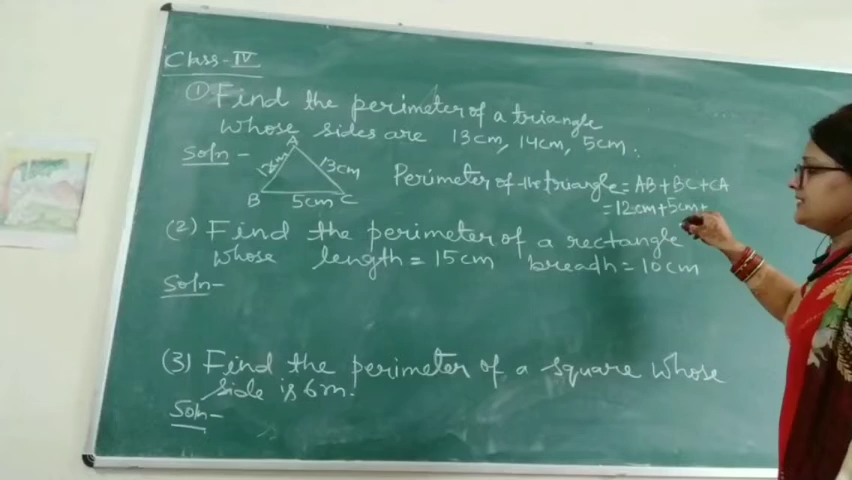 Class-IV
① Find the perimeter of a triangle
whose sides are 13cm, 14cm, 5cm.
Soln-
A
12cm
13cm
B
5cm
C
Perimeter of the triangle = AB + BC + CA
= 12cm + 5cm +
(2) Find the perimeter of a rectangle
whose length = 15cm breadh = 10cm
Soln-
(3) Find the perimeter of a square whose
side is 6m.
Soln-